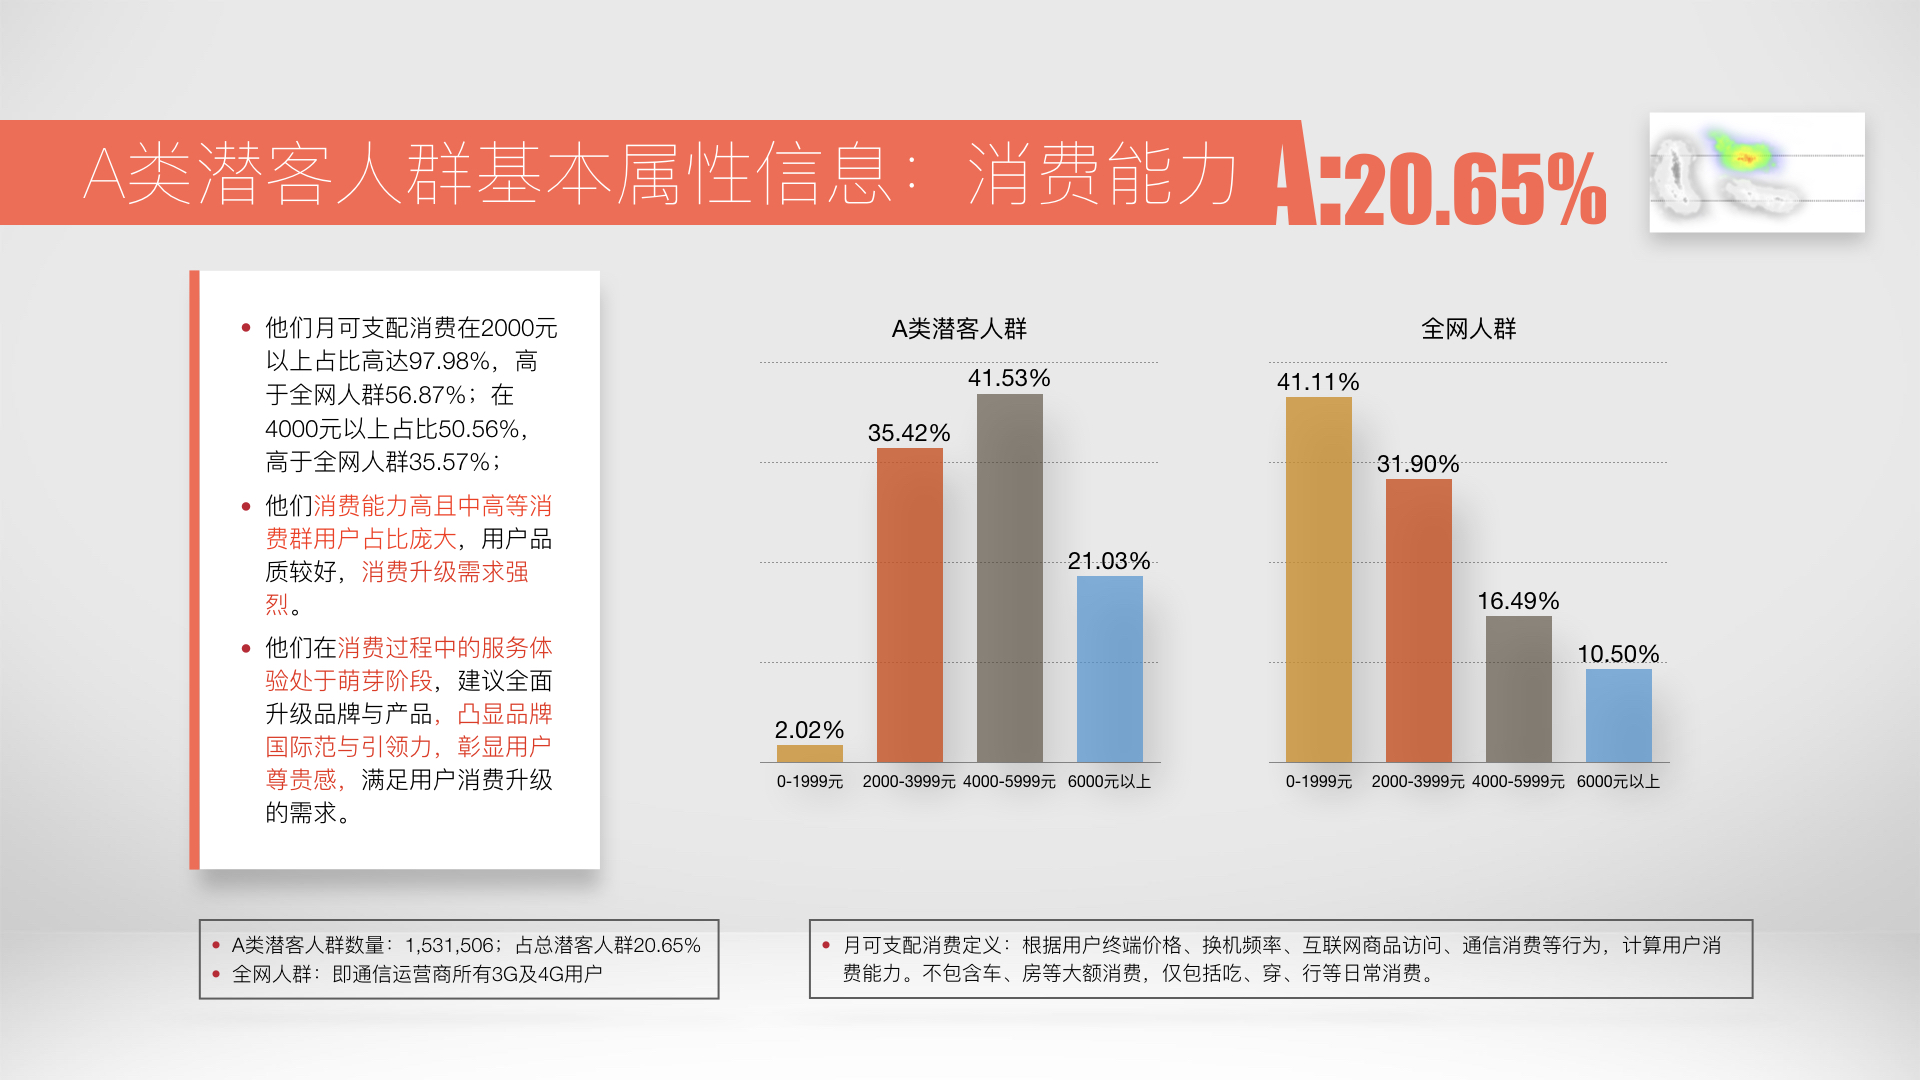 A类潜客人群基本属性信息：消费能力
A:20.65%
他们月可支配消费在2000元
以上占比高达97.98%，高
于全网人群56.87%；在
4000元以上占比50.56%，
高于全网人群35.57%；
他们消费能力高且中高等消
费群用户占比庞大，用户品
质较好，消费升级需求强
烈。
他们在消费过程中的服务体
验处于萌芽阶段，建议全面
升级品牌与产品，凸显品牌
国际范与引领力，彰显用户
尊贵感，满足用户消费升级
的需求。
A类潜客人群
2.02%
35.42%
41.53%
21.03%
0-1999元
2000-3999元
4000-5999元
6000元以上
全网人群
41.11%
31.90%
16.49%
10.50%
0-1999元
2000-3999元
4000-5999元
6000元以上
A类潜客人群数量：1,531,506；占总潜客人群20.65%
全网人群：即通信运营商所有3G及4G用户
月可支配消费定义：根据用户终端价格、换机频率、互联网商品访问、通信消费等行为，计算用户消
费能力。不包含车、房等大额消费，仅包括吃、穿、行等日常消费。